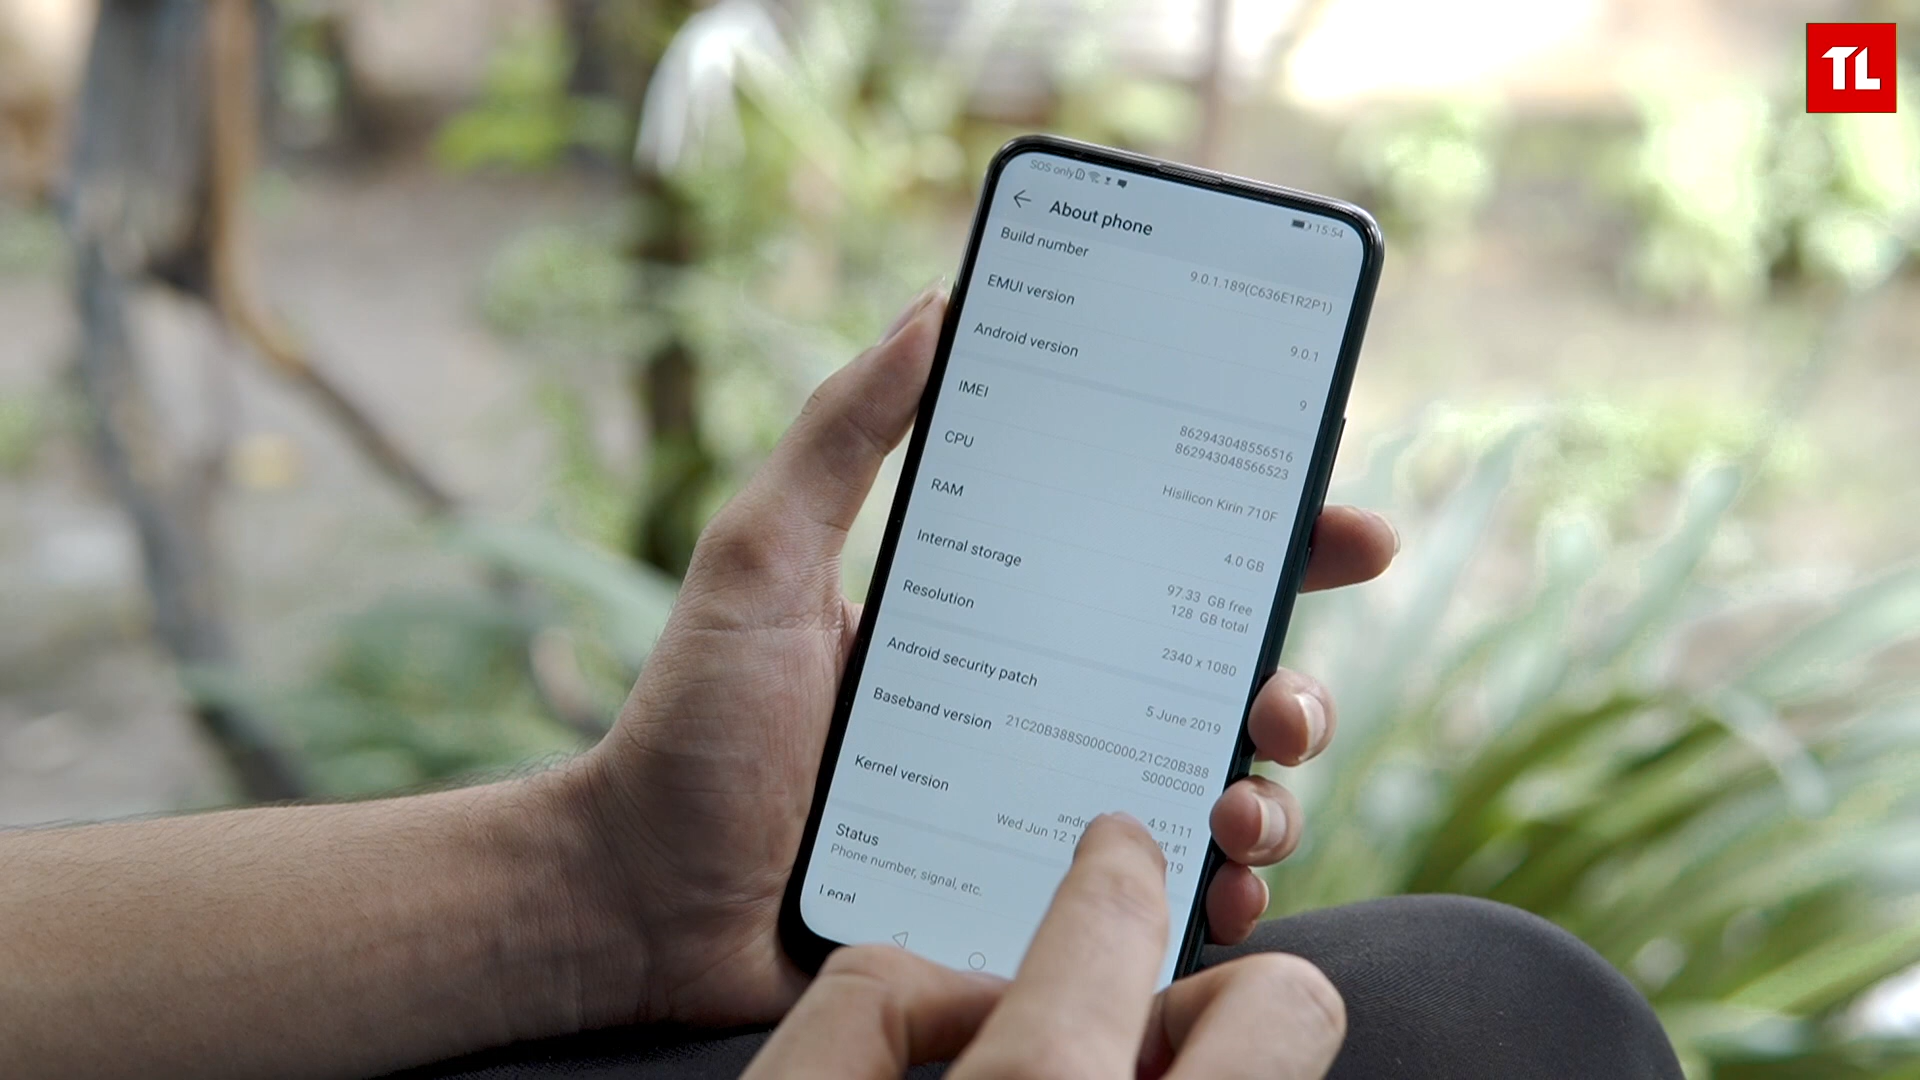 TL
SOS only
15:54
About phone
Build number
9.0.1.189(C636E1R2P1)
EMUI version
9.0.1
Android version
9
IMEI
862943048556516
862943048566523
CPU
Hisilicon Kirin 710F
RAM
4.0 GB
Internal storage
97.33 GB free
128 GB total
Resolution
2340 x 1080
Android security patch
5 June 2019
Baseband version
21C20B388S000C000,21C20B388
S000C000
Kernel version
4.9.111
#1
Wed Jun 12
Status
Phone number, signal, etc.
Legal